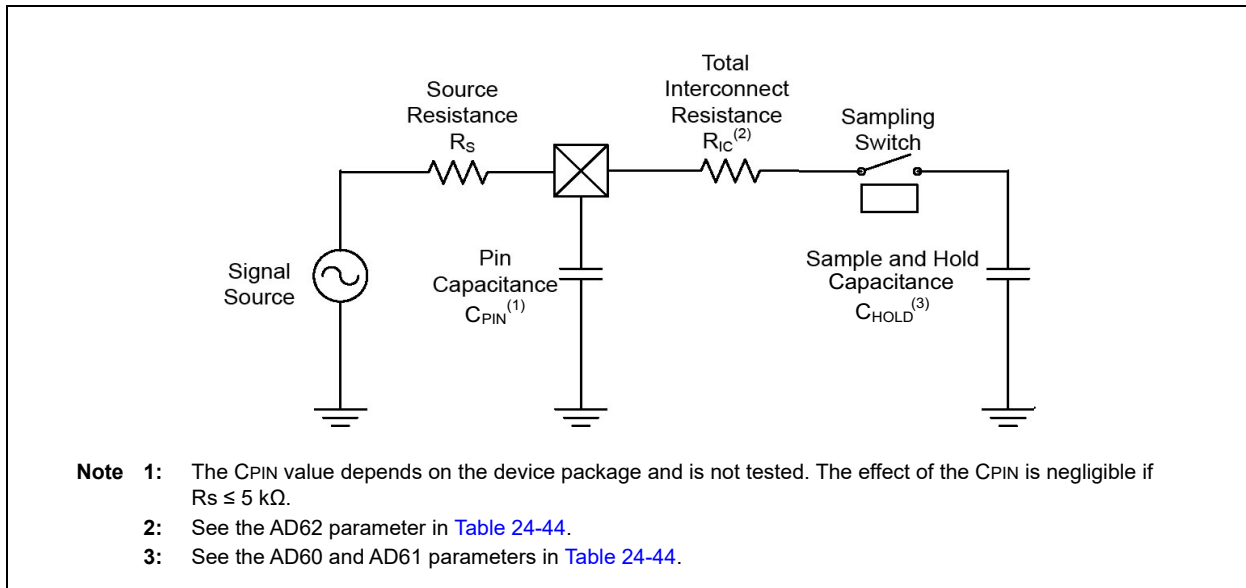 Source
Resistance
RS
Total
Interconnect
Resistance
RIC(2)
Sampling
Switch
Signal
Source
Pin
Capacitance
CPIN(1)
Sample and Hold
Capacitance
CHOLD(3)
Note 1: The CPIN value depends on the device package and is not tested. The effect of the CPIN is negligible if
Rs ≤ 5 kΩ.
2: See the AD62 parameter in Table 24-44.
3: See the AD60 and AD61 parameters in Table 24-44.